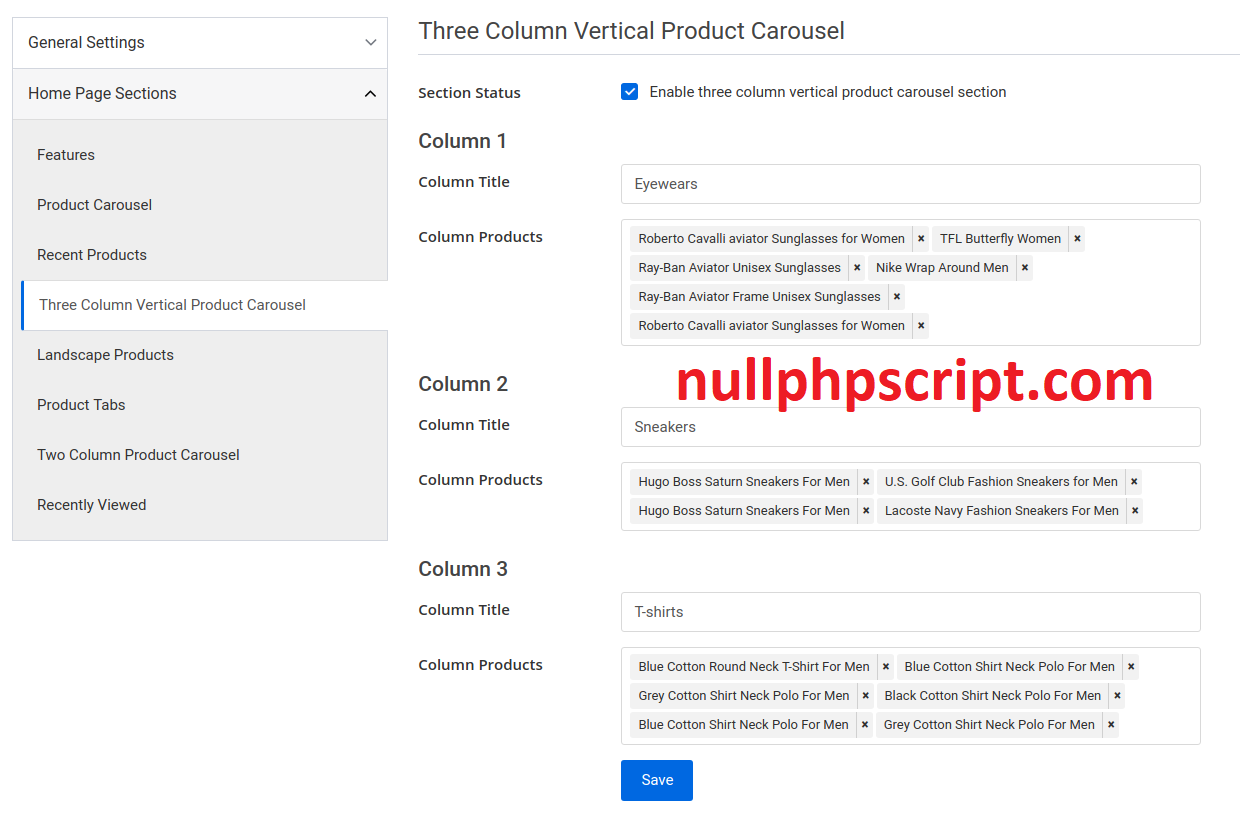 General Settings
Home Page Sections
Features
Product Carousel
Recent Products
Three Column Vertical Product Carousel
Landscape Products
Product Tabs
Two Column Product Carousel
Recently Viewed
Three Column Vertical Product Carousel
Section Status Enable three column vertical product carousel section
Column 1
Column Title Eyewears
Column Products Roberto Cavalli aviator Sunglasses for Women × TFL Butterfly Women ×
Ray-Ban Aviator Unisex Sunglasses × Nike Wrap Around Men ×
Ray-Ban Aviator Frame Unisex Sunglasses ×
Roberto Cavalli aviator Sunglasses for Women ×
nullphpscript.com
Column 2
Column Title Sneakers
Column Products Hugo Boss Saturn Sneakers For Men × U.S. Golf Club Fashion Sneakers for Men ×
Hugo Boss Saturn Sneakers For Men × Lacoste Navy Fashion Sneakers For Men ×
Column 3
Column Title T-shirts
Column Products Blue Cotton Round Neck T-Shirt For Men × Blue Cotton Shirt Neck Polo For Men ×
Grey Cotton Shirt Neck Polo For Men × Black Cotton Shirt Neck Polo For Men ×
Blue Cotton Shirt Neck Polo For Men × Grey Cotton Shirt Neck Polo For Men ×
Save